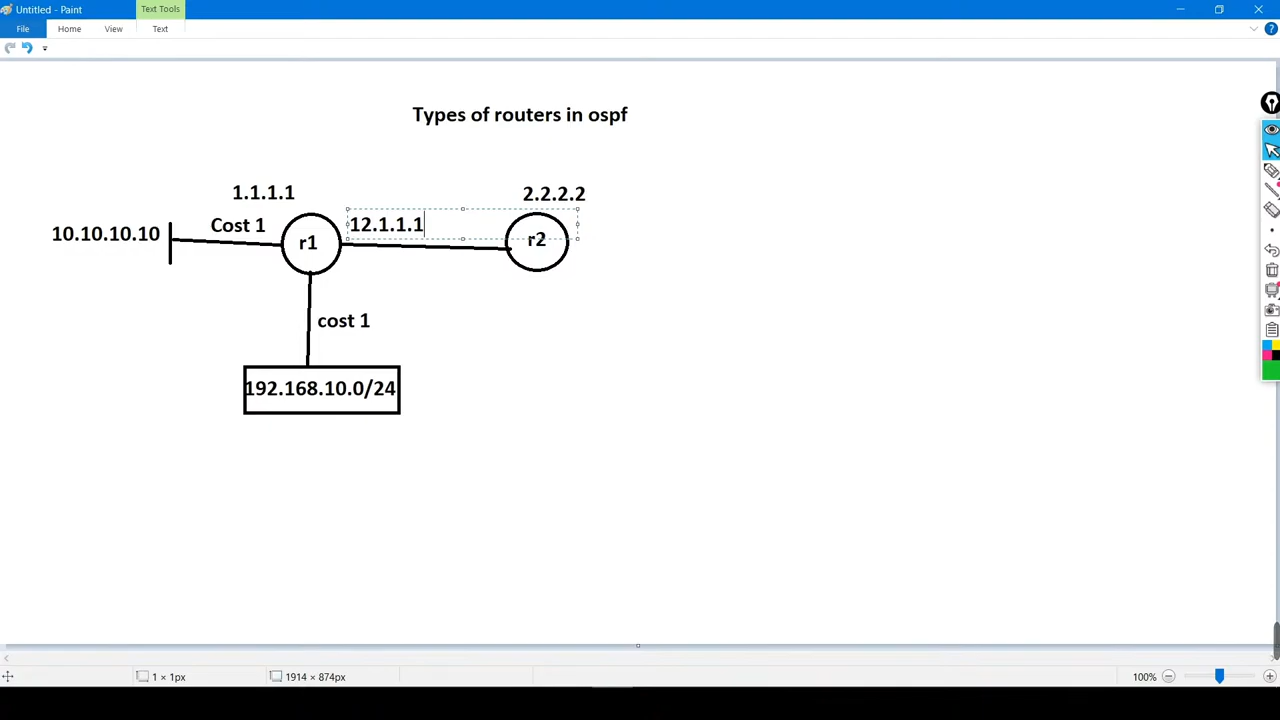 Untitled - Paint
Text Tools
File
Home
View
Text
Types of routers in ospf
1.1.1.1
2.2.2.2
10.10.10.10
Cost 1
r1
12.1.1.1
r2
cost 1
192.168.10.0/24
1 × 1px
1914 × 874px
100%